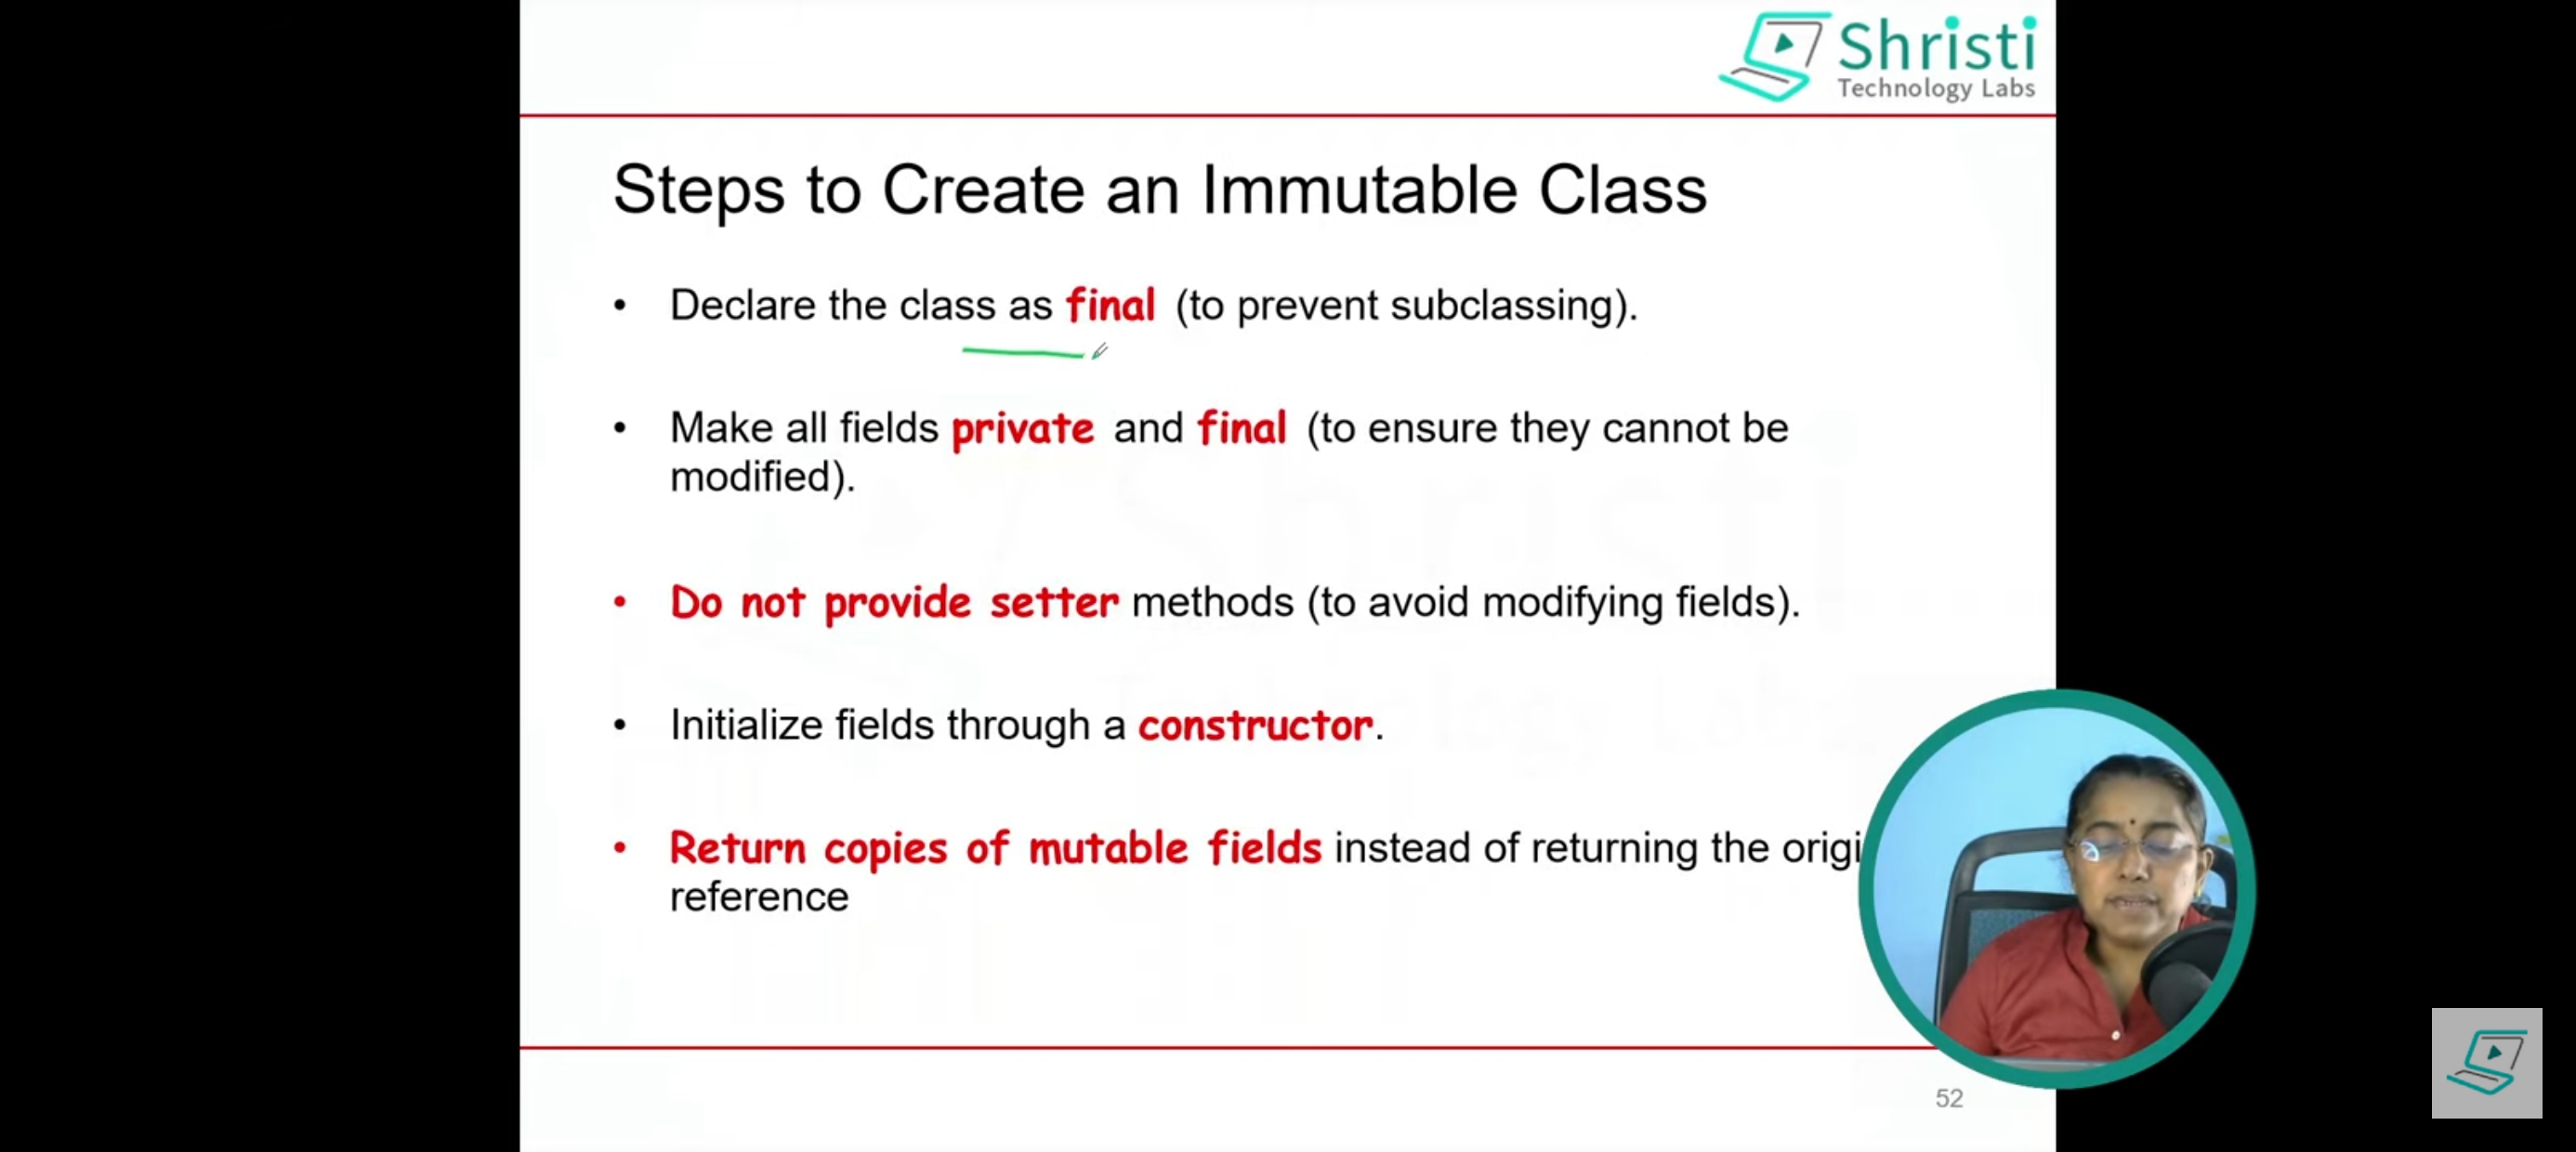 Shristi
Technology Labs
Steps to Create an Immutable Class
• Declare the class as final (to prevent subclassing).
• Make all fields private and final (to ensure they cannot be
modified).
• Do not provide setter methods (to avoid modifying fields).
• Initialize fields through a constructor.
• Return copies of mutable fields instead of returning the origi
reference
52